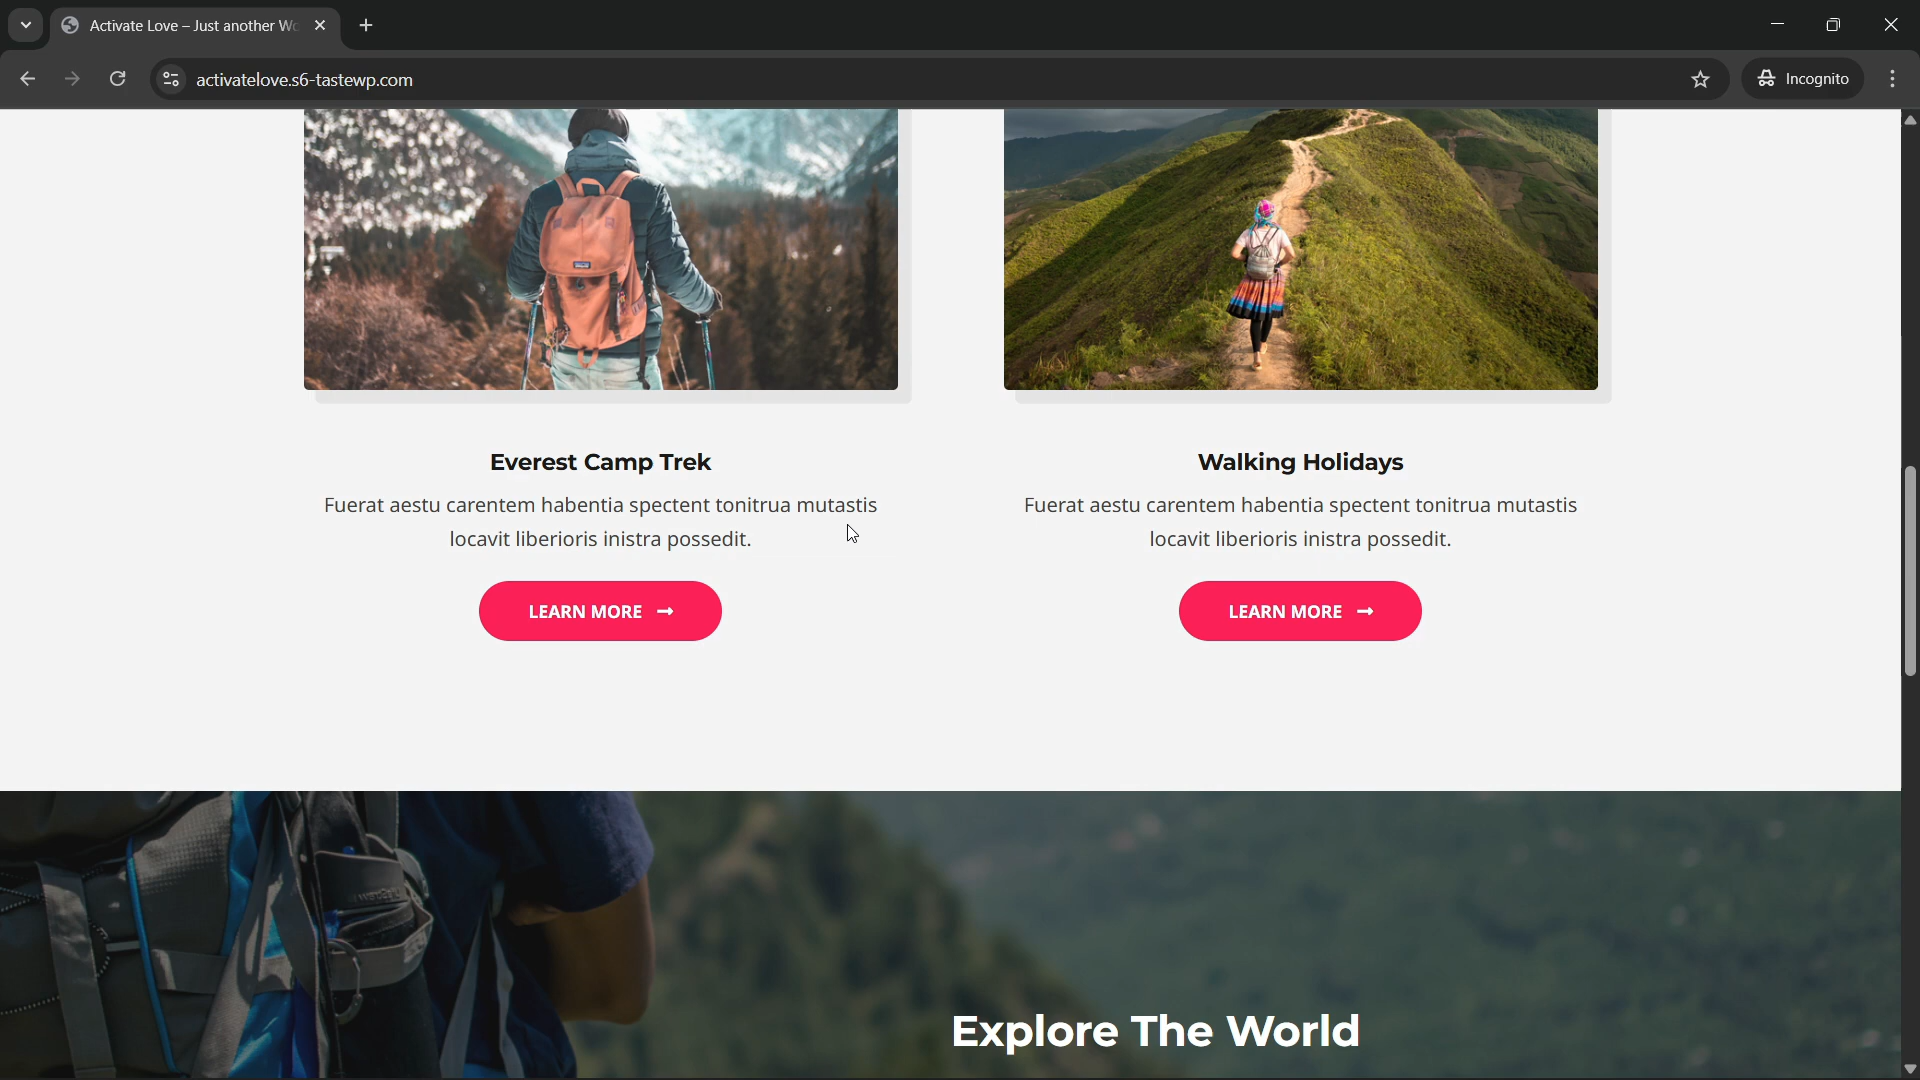 Activate Love – Just another Wo
activatelove.s6-tastewp.com
Incognito
Everest Camp Trek
Fuerat aestu carentem habentia spectent tonitrua mutastis
locavit liberioris inistra possedit.
LEARN MORE →
Walking Holidays
Fuerat aestu carentem habentia spectent tonitrua mutastis
locavit liberioris inistra possedit.
LEARN MORE →
Explore The World